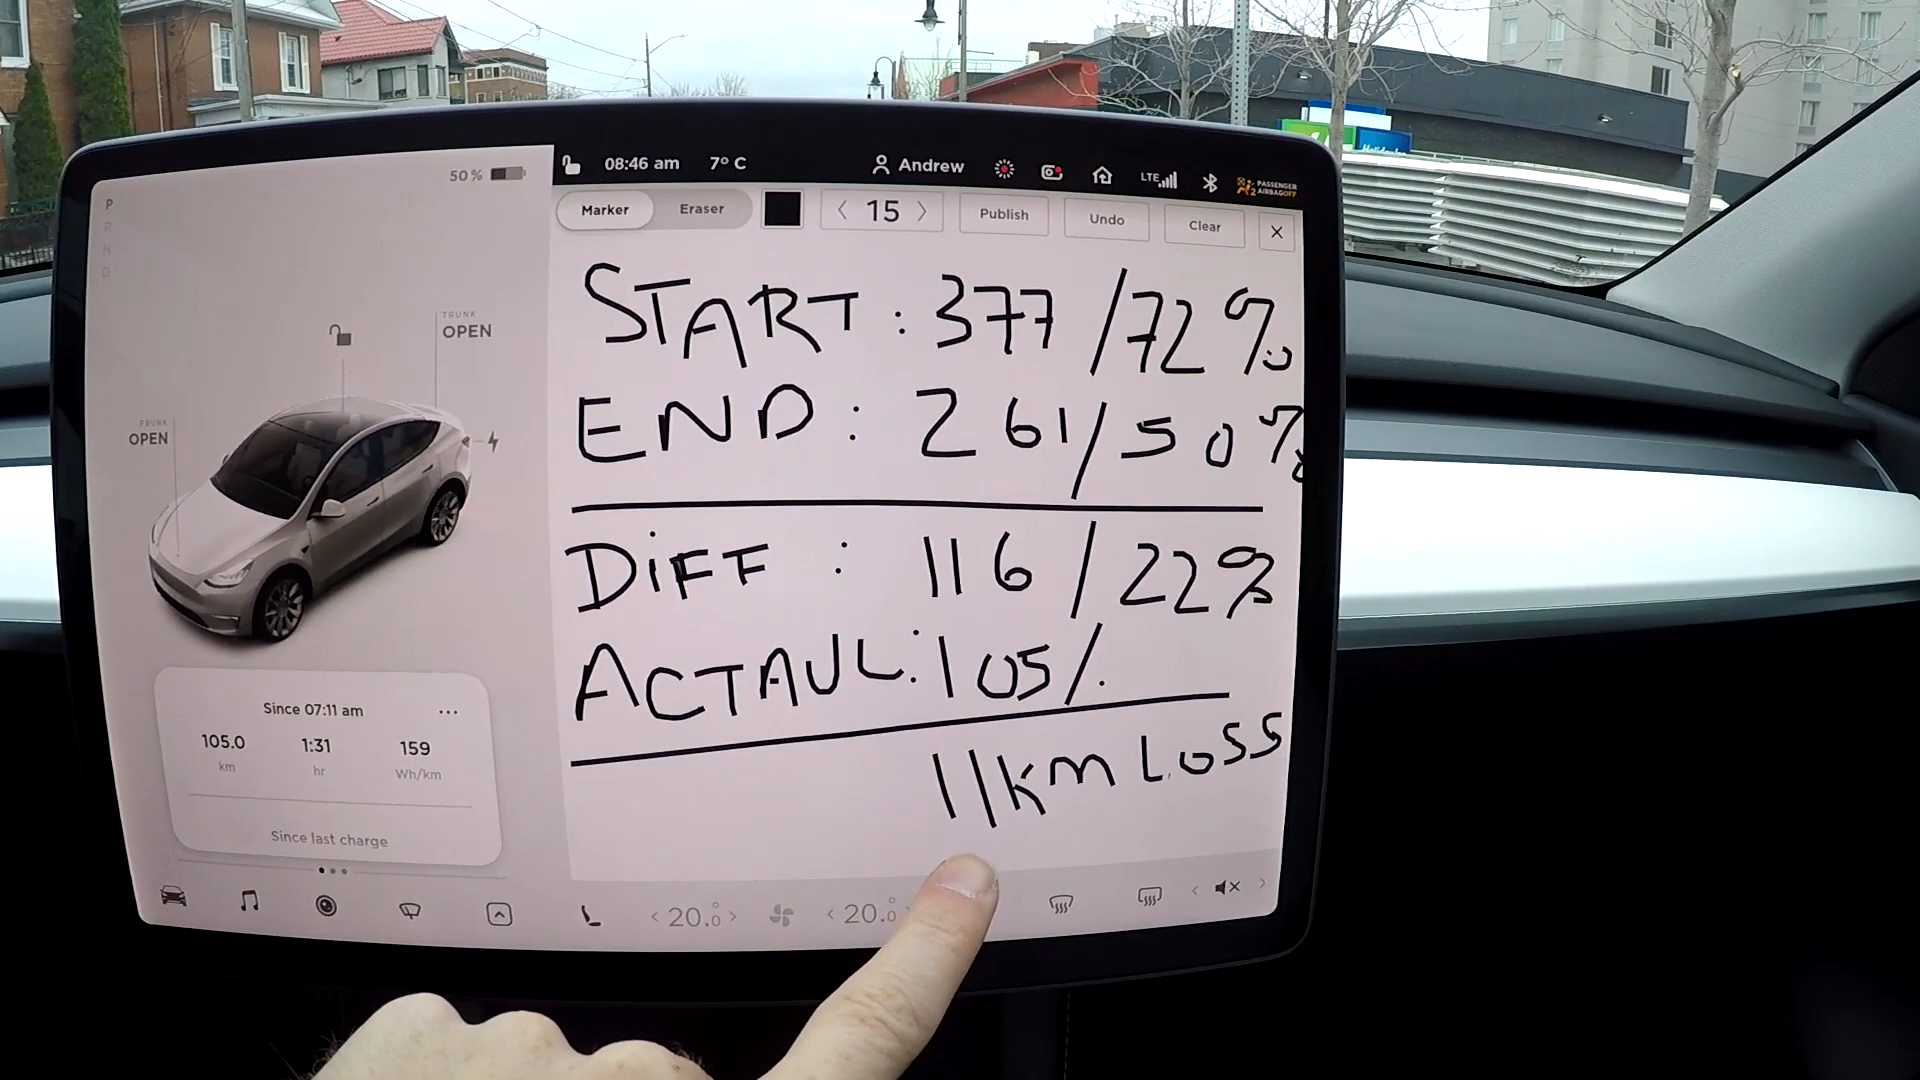 50%
08:46 am 7° C Andrew LTE PASSENGER AIRBAG OFF
P
R
N
D
Marker Eraser 15 Publish Undo Clear
TRUNK
OPEN
FRUNK
OPEN
START: 377/72%
END: 261/50%
DIFF: 116/22%
ACTAUL: 105/.
11km LOSS
Since 07:11 am ...
105.0 1:31 159
km hr Wh/km
Since last charge
20.0 20.0